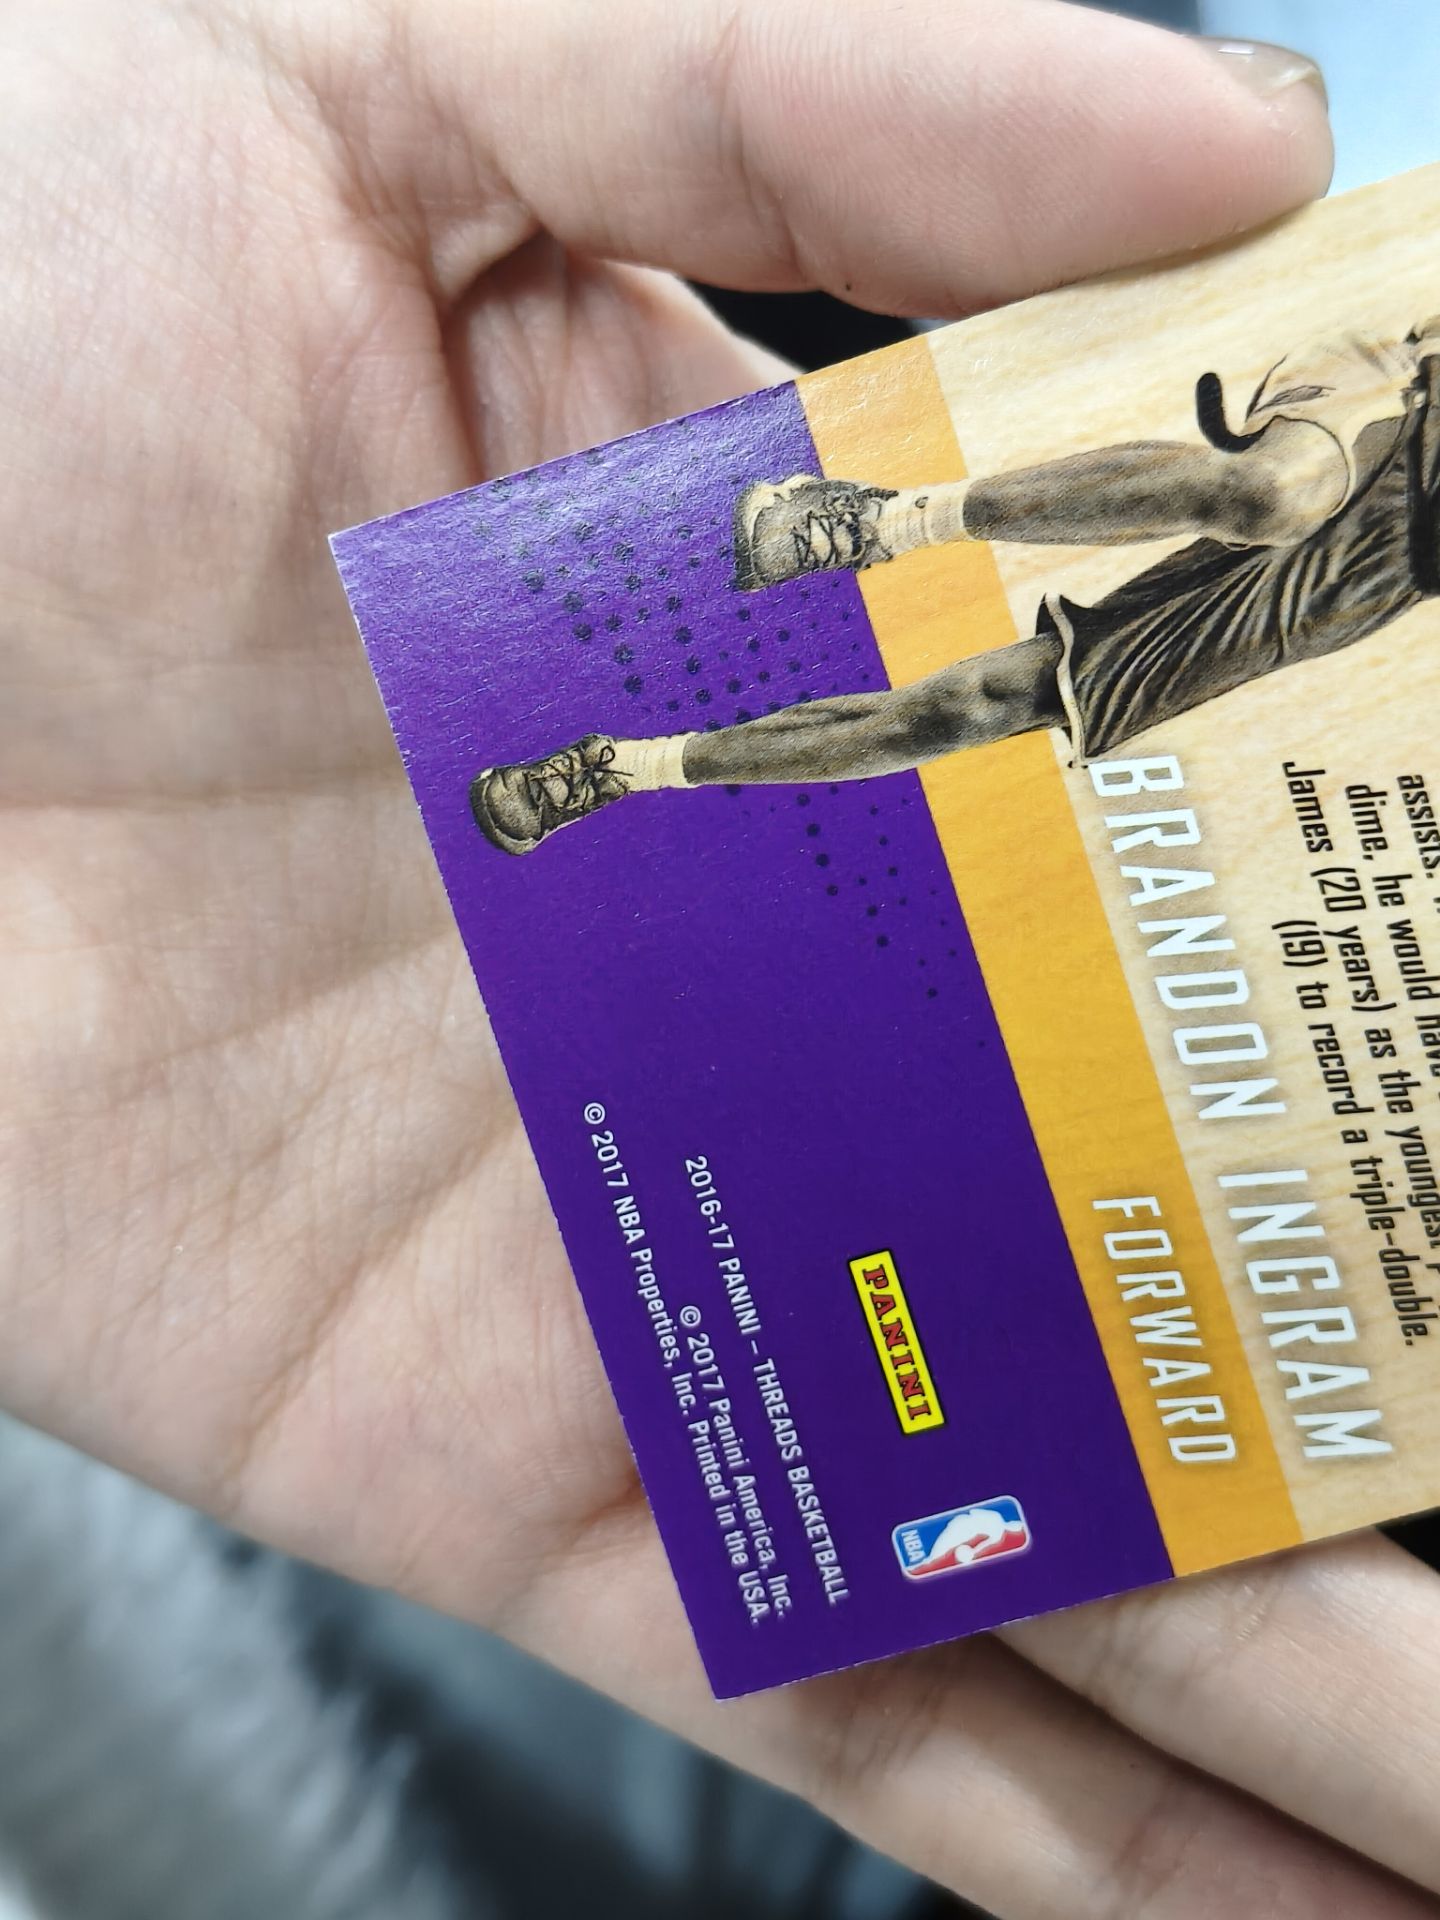 assists.
dime, he would have
James (20 years) as the youngest
(19) to record a triple-double.
BRANDON INGRAM
FORWARD
PANINI
NBA
2016-17 PANINI – THREADS BASKETBALL
© 2017 Panini America, Inc.
© 2017 NBA Properties, Inc. Printed in the USA.